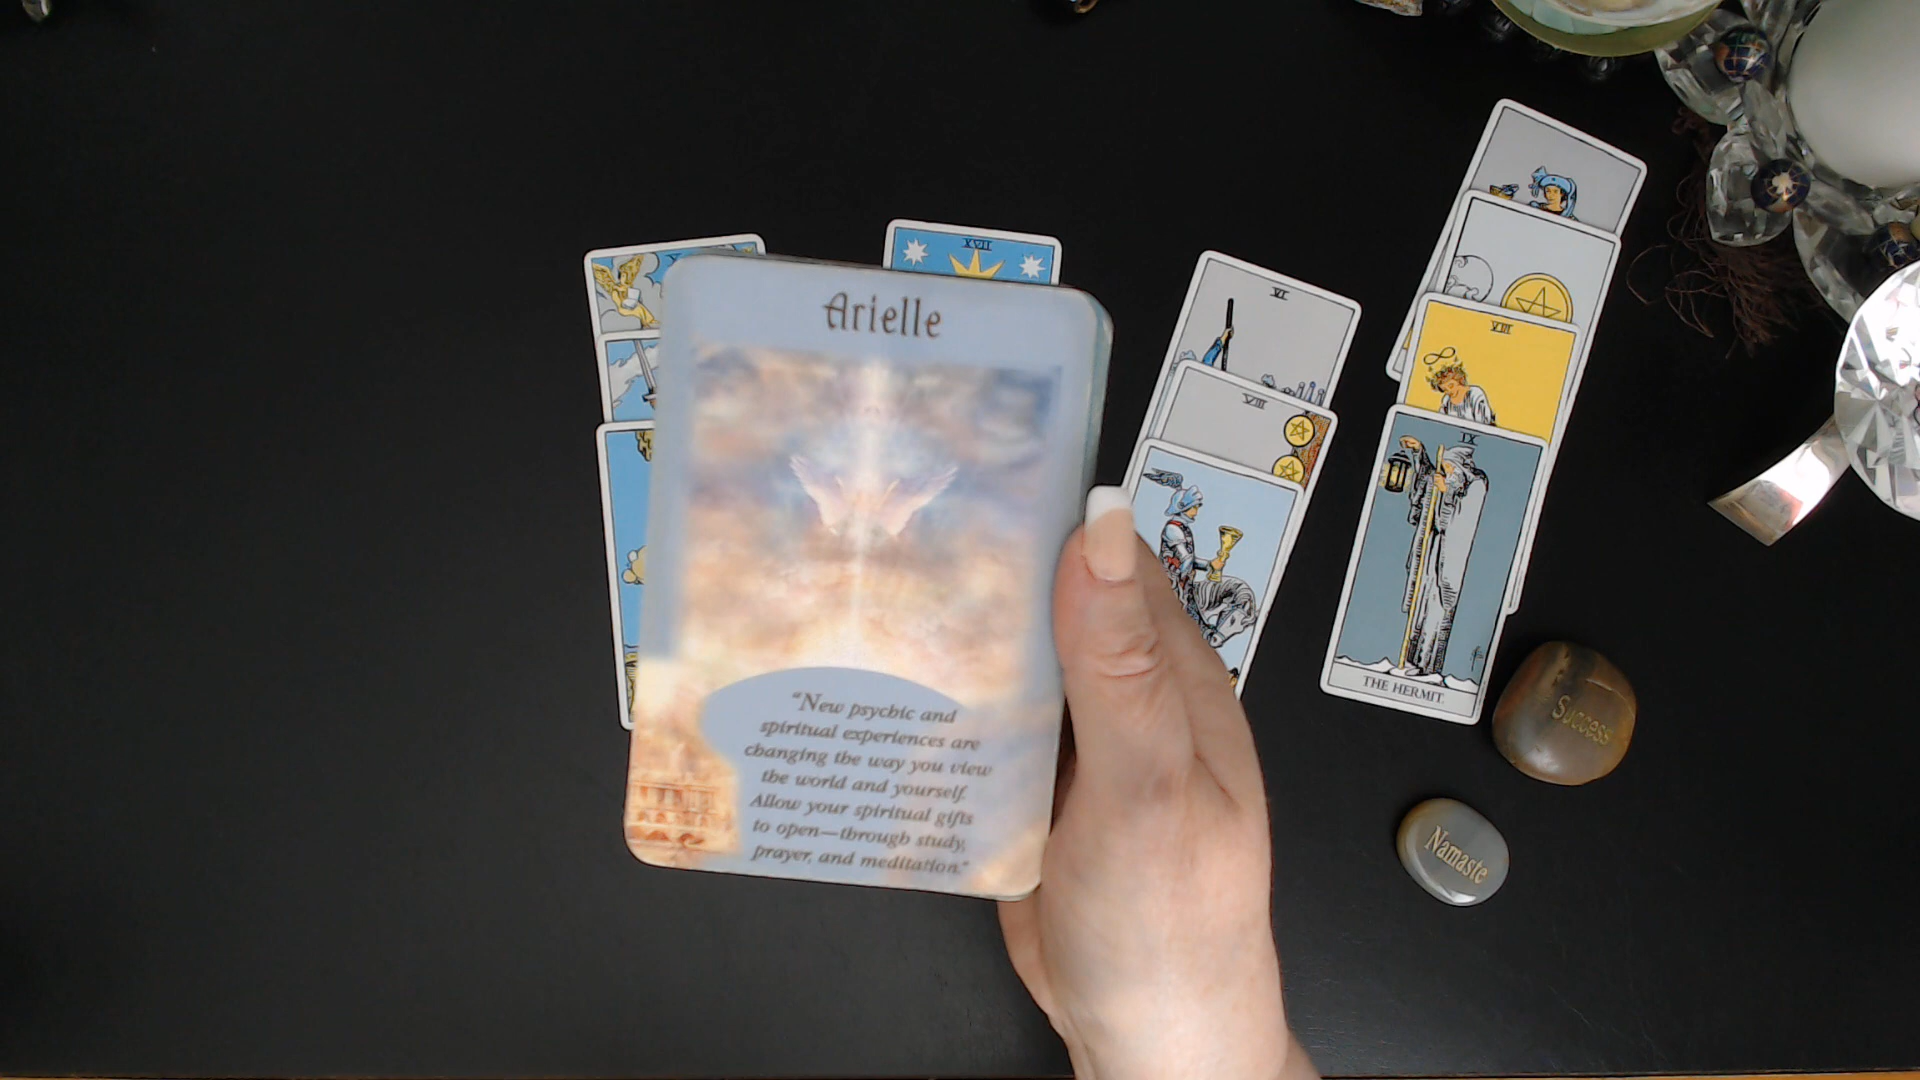 XVII
Arielle
"New psychic and
spiritual experiences are
changing the way you view
the world and yourself.
Allow your spiritual gifts
to open—through study,
prayer, and meditation."
VI
VIII
VIII
IX
THE HERMIT.
Success
Namaste